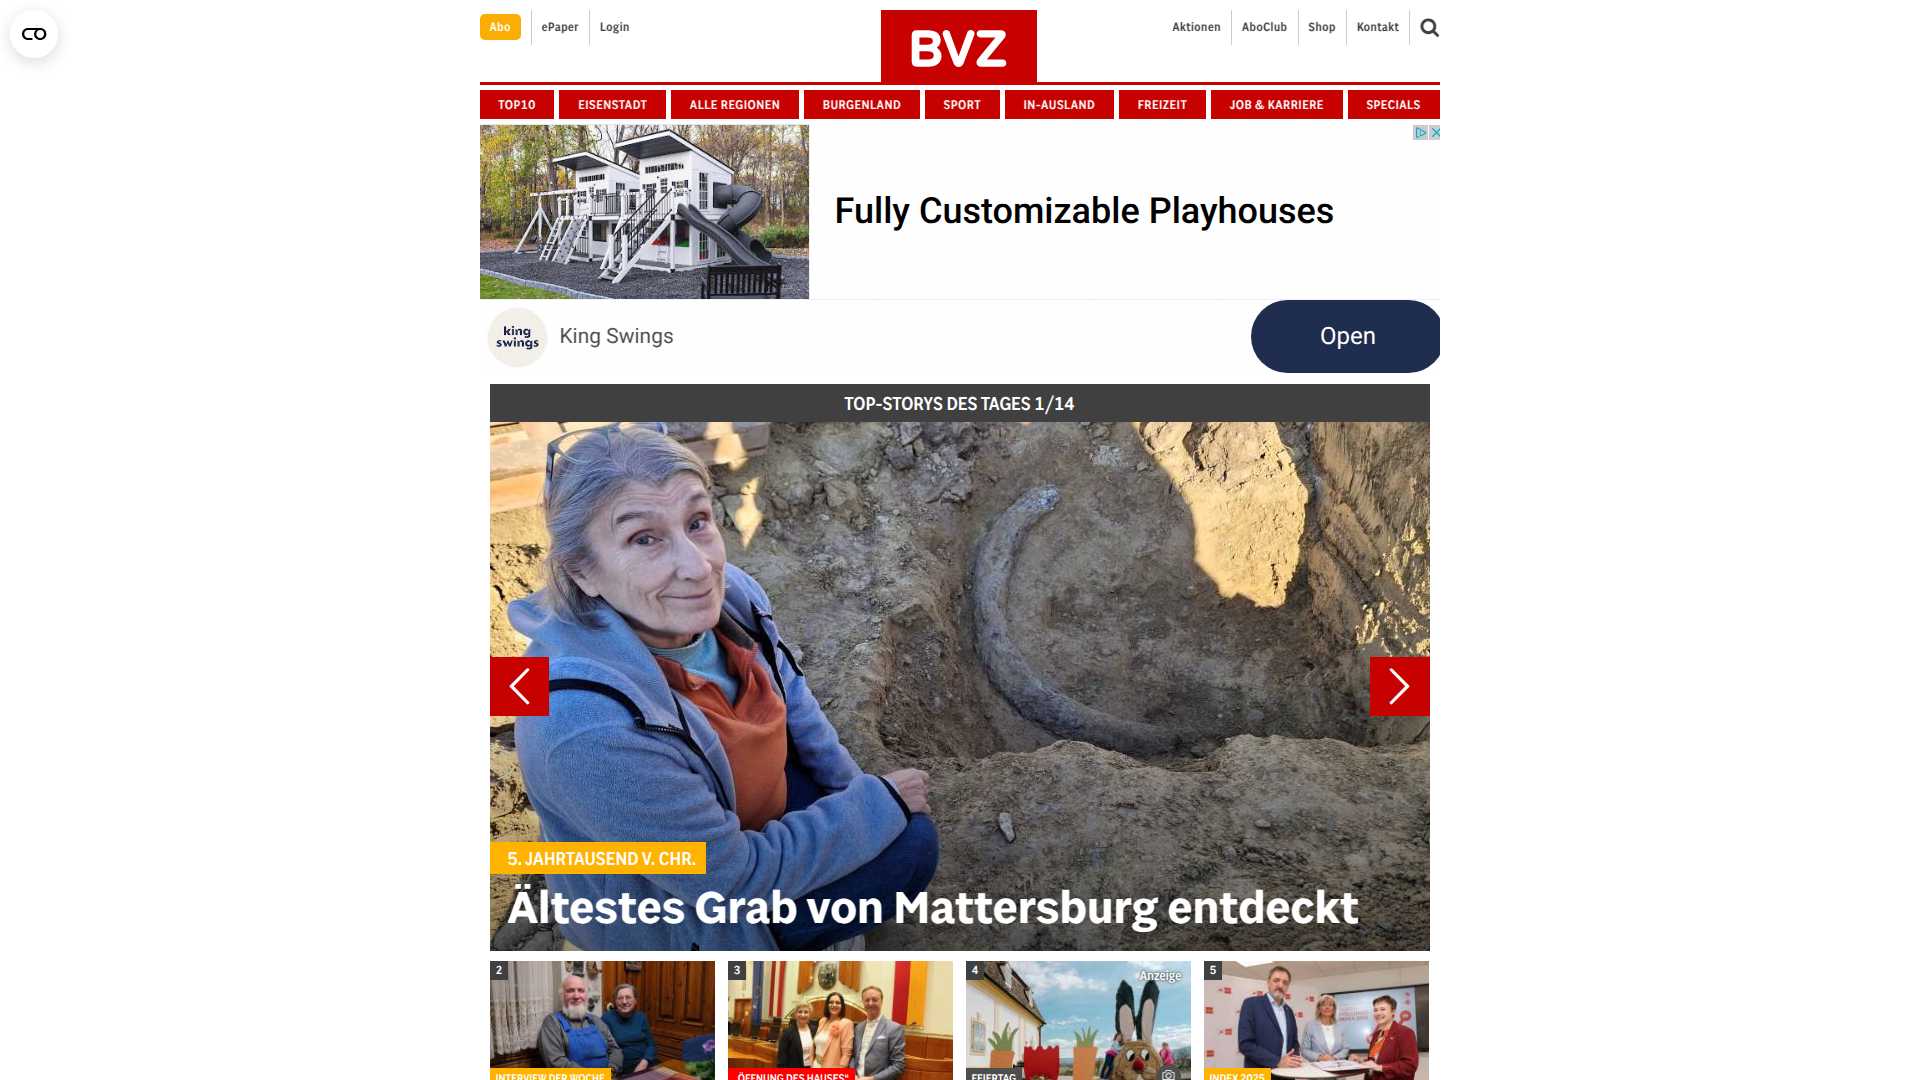 Abo
ePaper
Login
BVZ
Aktionen
AboClub
Shop
Kontakt
TOP10
EISENSTADT
ALLE REGIONEN
BURGENLAND
SPORT
IN-AUSLAND
FREIZEIT
JOB & KARRIERE
SPECIALS
Fully Customizable Playhouses
king
swings
King Swings
Open
TOP-STORYS DES TAGES 1/14
5. JAHRTAUSEND V. CHR.
Ältestes Grab von Mattersburg entdeckt
2
3
4
Anzeige
5
INTERVIEW DER WOCHE
ÖFFNUNG DES HAUSES"
FEIERTAG
INDEX 2025